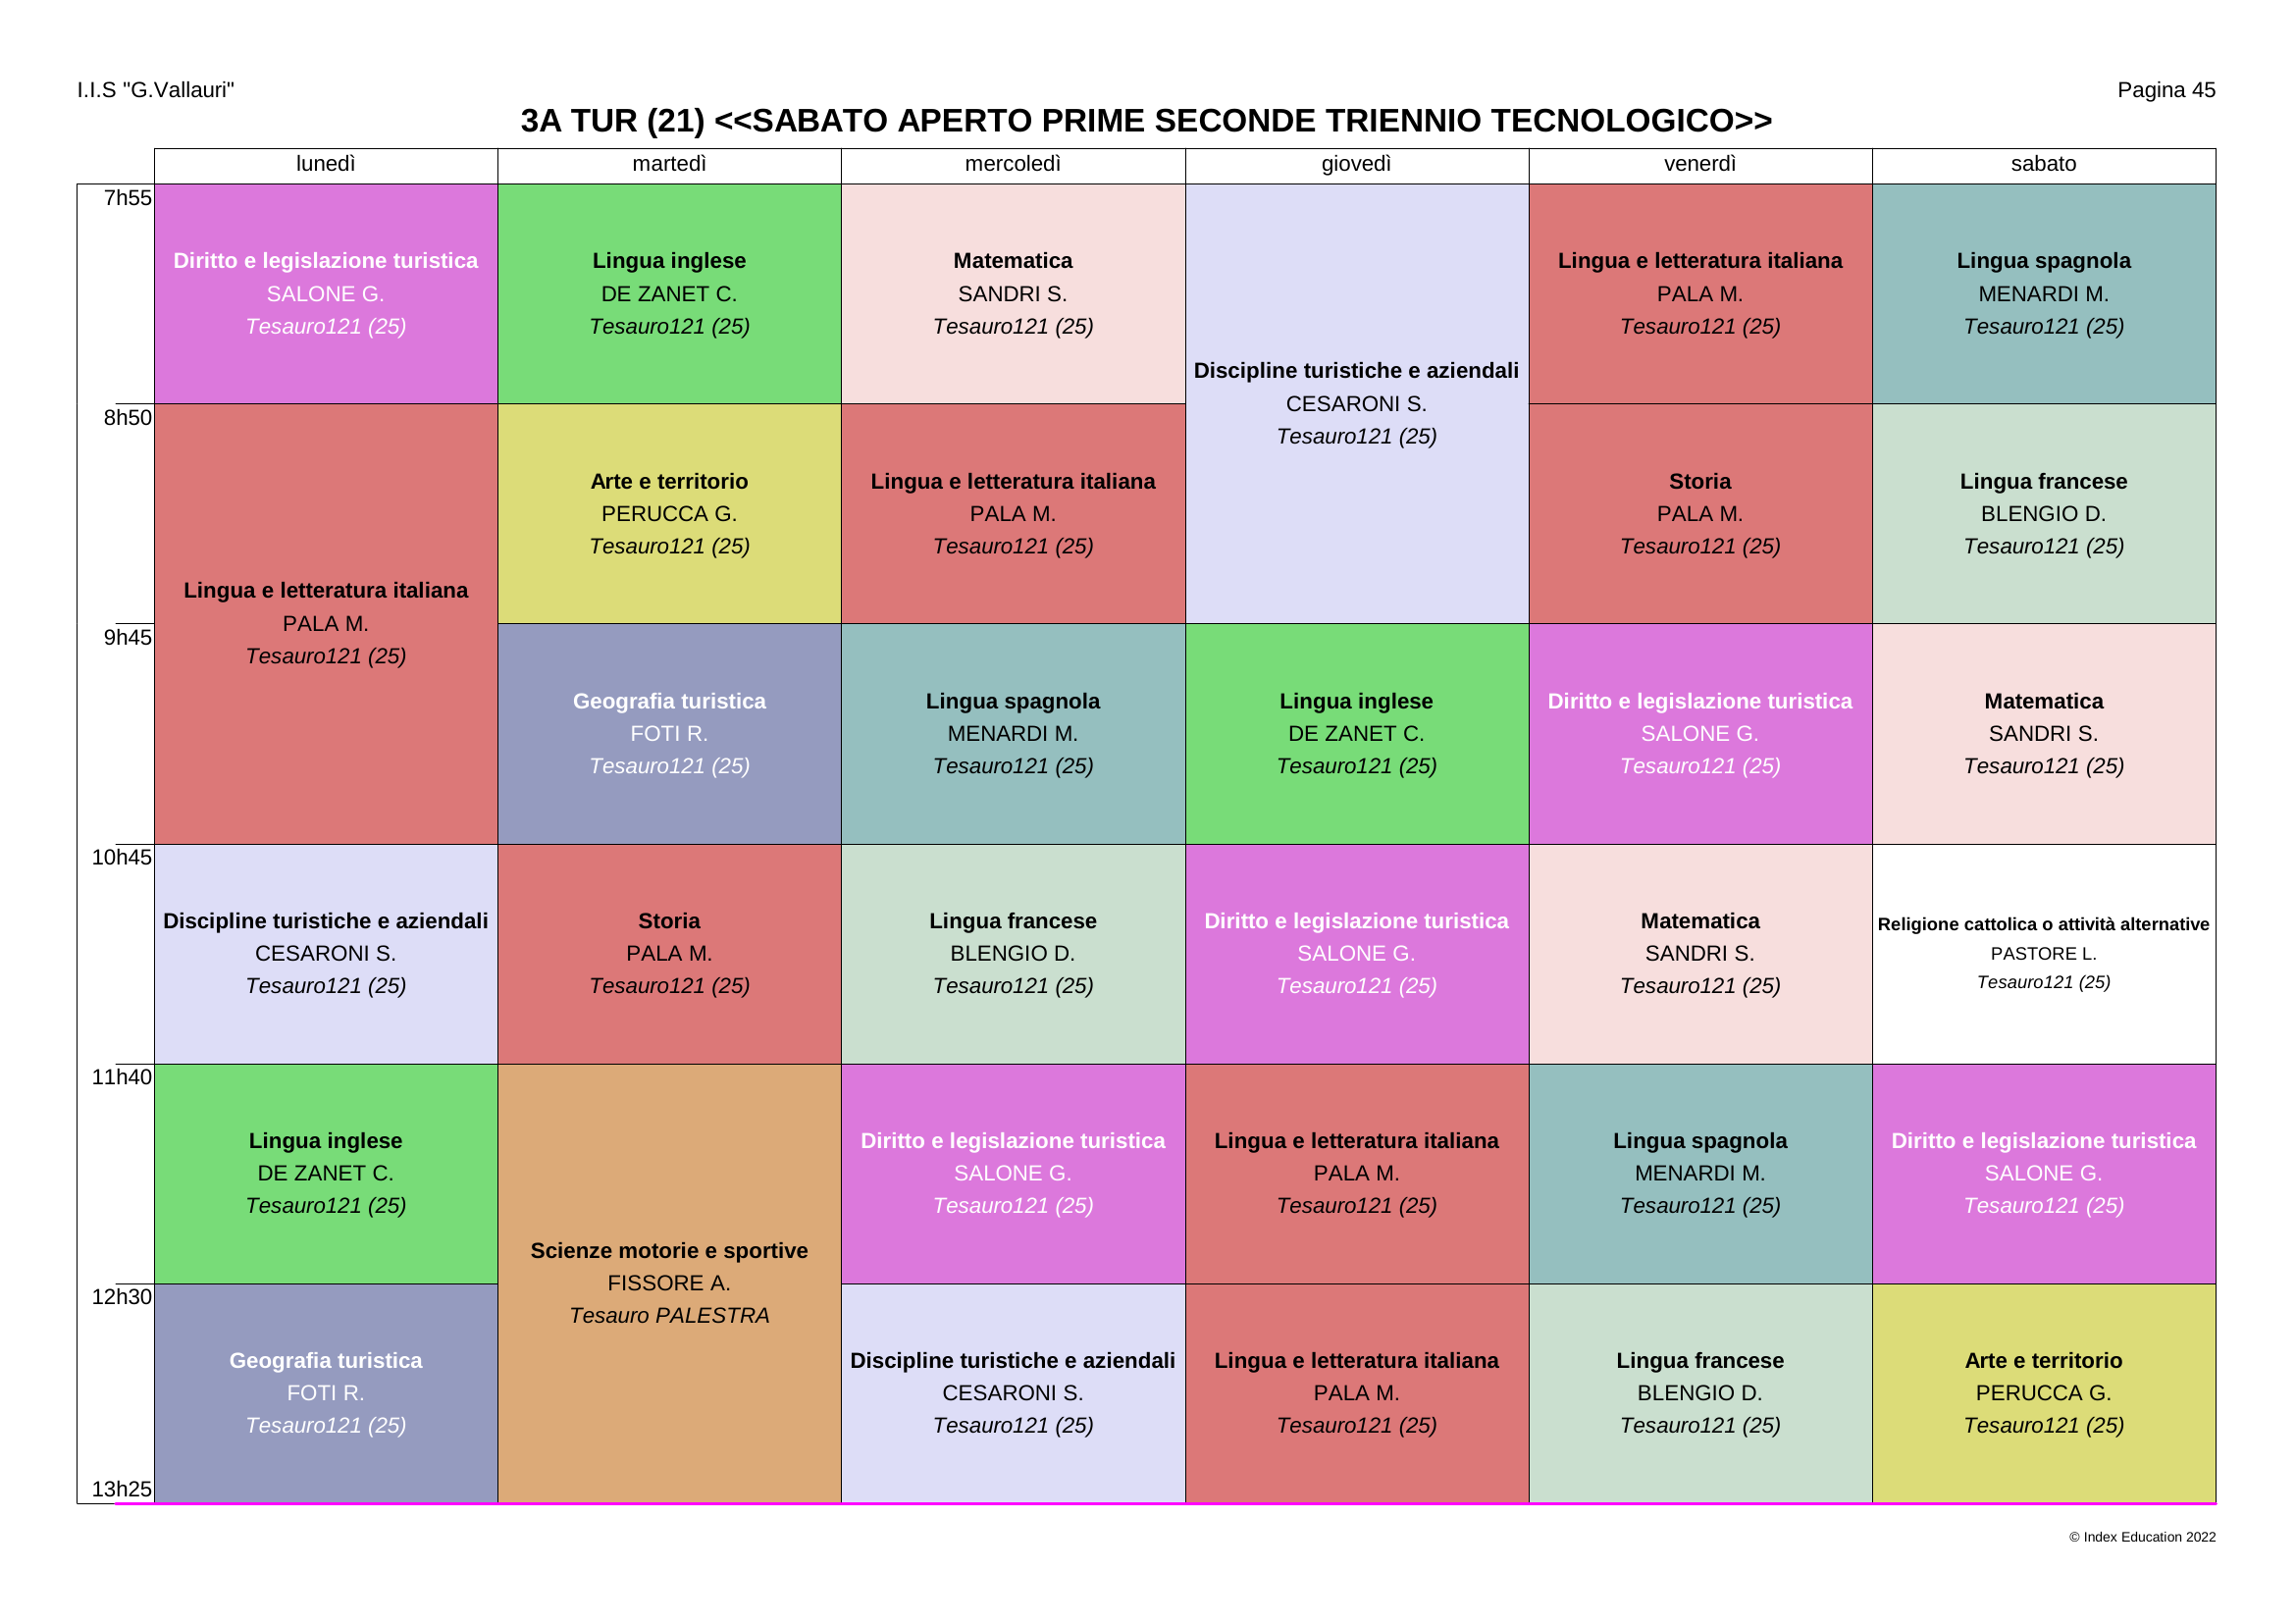 I.I.S "G.Vallauri"
Pagina 45
3A TUR (21) <<SABATO APERTO PRIME SECONDE TRIENNIO TECNOLOGICO>>
lunedì martedì mercoledì giovedì venerdì sabato
7h55
Diritto e legislazione turistica
SALONE G.
Tesauro121 (25)
Lingua inglese
DE ZANET C.
Tesauro121 (25)
Matematica
SANDRI S.
Tesauro121 (25)
Discipline turistiche e aziendali
CESARONI S.
Tesauro121 (25)
Lingua e letteratura italiana
PALA M.
Tesauro121 (25)
Lingua spagnola
MENARDI M.
Tesauro121 (25)
8h50
Lingua e letteratura italiana
PALA M.
Tesauro121 (25)
Arte e territorio
PERUCCA G.
Tesauro121 (25)
Lingua e letteratura italiana
PALA M.
Tesauro121 (25)
Storia
PALA M.
Tesauro121 (25)
Lingua francese
BLENGIO D.
Tesauro121 (25)
9h45
Geografia turistica
FOTI R.
Tesauro121 (25)
Lingua spagnola
MENARDI M.
Tesauro121 (25)
Lingua inglese
DE ZANET C.
Tesauro121 (25)
Diritto e legislazione turistica
SALONE G.
Tesauro121 (25)
Matematica
SANDRI S.
Tesauro121 (25)
10h45
Discipline turistiche e aziendali
CESARONI S.
Tesauro121 (25)
Storia
PALA M.
Tesauro121 (25)
Lingua francese
BLENGIO D.
Tesauro121 (25)
Diritto e legislazione turistica
SALONE G.
Tesauro121 (25)
Matematica
SANDRI S.
Tesauro121 (25)
Religione cattolica o attività alternative
PASTORE L.
Tesauro121 (25)
11h40
Lingua inglese
DE ZANET C.
Tesauro121 (25)
Scienze motorie e sportive
FISSORE A.
Tesauro PALESTRA
Diritto e legislazione turistica
SALONE G.
Tesauro121 (25)
Lingua e letteratura italiana
PALA M.
Tesauro121 (25)
Lingua spagnola
MENARDI M.
Tesauro121 (25)
Diritto e legislazione turistica
SALONE G.
Tesauro121 (25)
12h30
Geografia turistica
FOTI R.
Tesauro121 (25)
Discipline turistiche e aziendali
CESARONI S.
Tesauro121 (25)
Lingua e letteratura italiana
PALA M.
Tesauro121 (25)
Lingua francese
BLENGIO D.
Tesauro121 (25)
Arte e territorio
PERUCCA G.
Tesauro121 (25)
13h25
© Index Education 2022